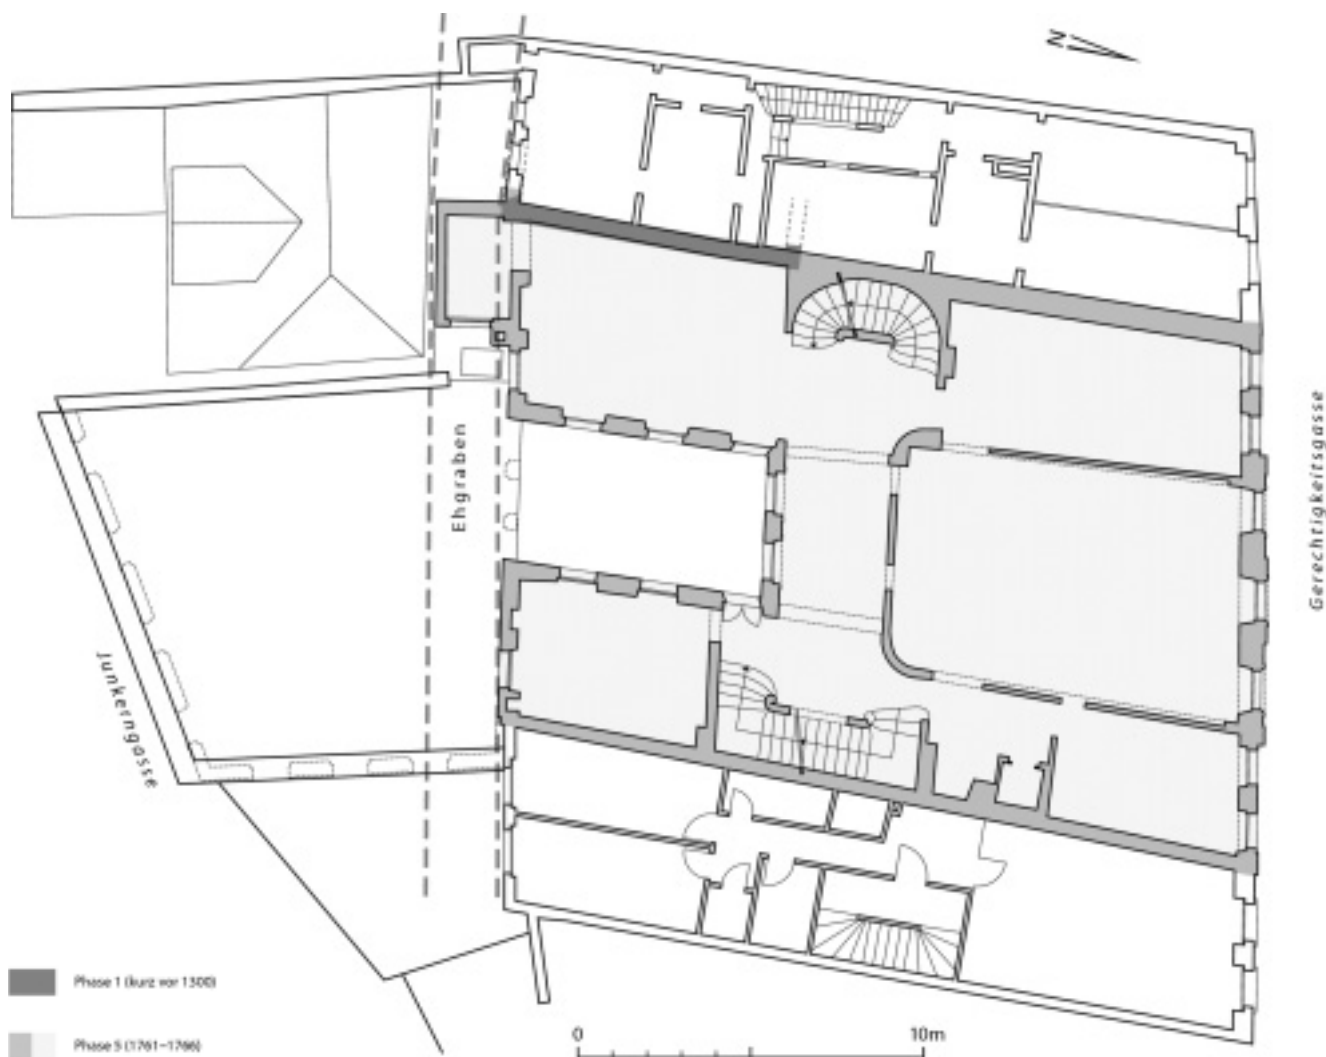 N
Ehgraben
Gerechtigkeitsgasse
Junkerngasse
Phase 1 (kurz vor 1300)
Phase 5 (1761–1766)
0 10m